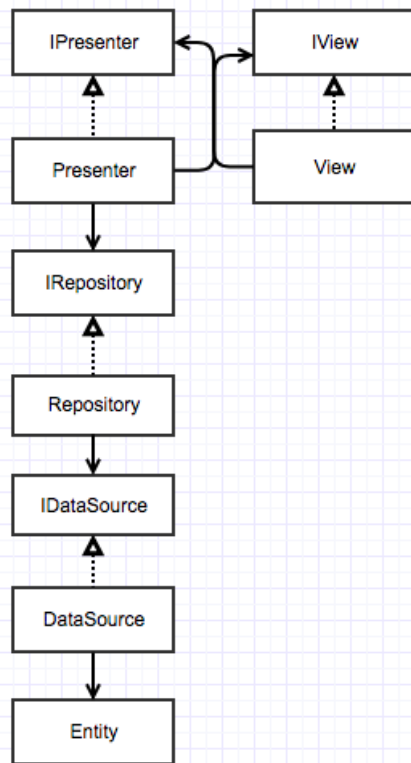 IPresenter
IView
Presenter
View
IRepository
Repository
IDataSource
DataSource
Entity